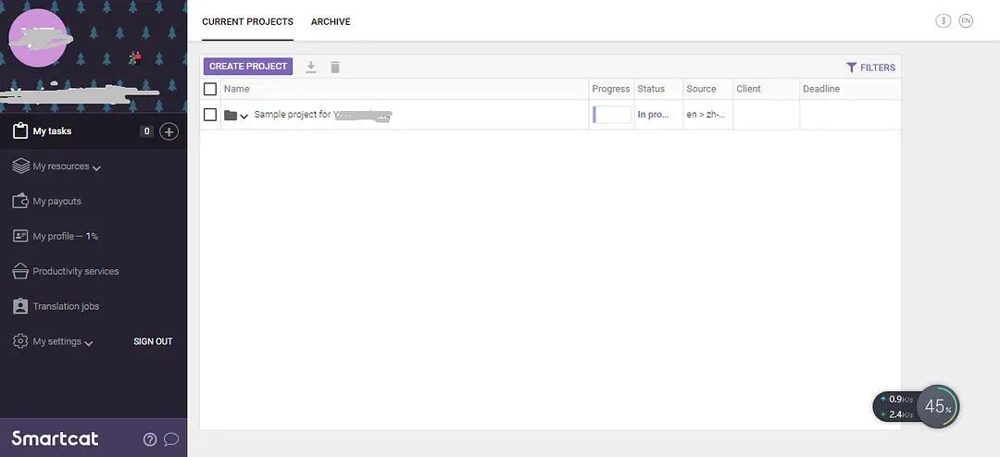 CURRENT PROJECTS ARCHIVE
$ EN
CREATE PROJECT
FILTERS
Name Progress Status Source Client Deadline
Sample project for In pro... en > zh-...
My tasks 0 +
My resources
My payouts
My profile — 1%
Productivity services
Translation jobs
My settings SIGN OUT
Smartcat ?
0.9K/s
2.4K/s
45%